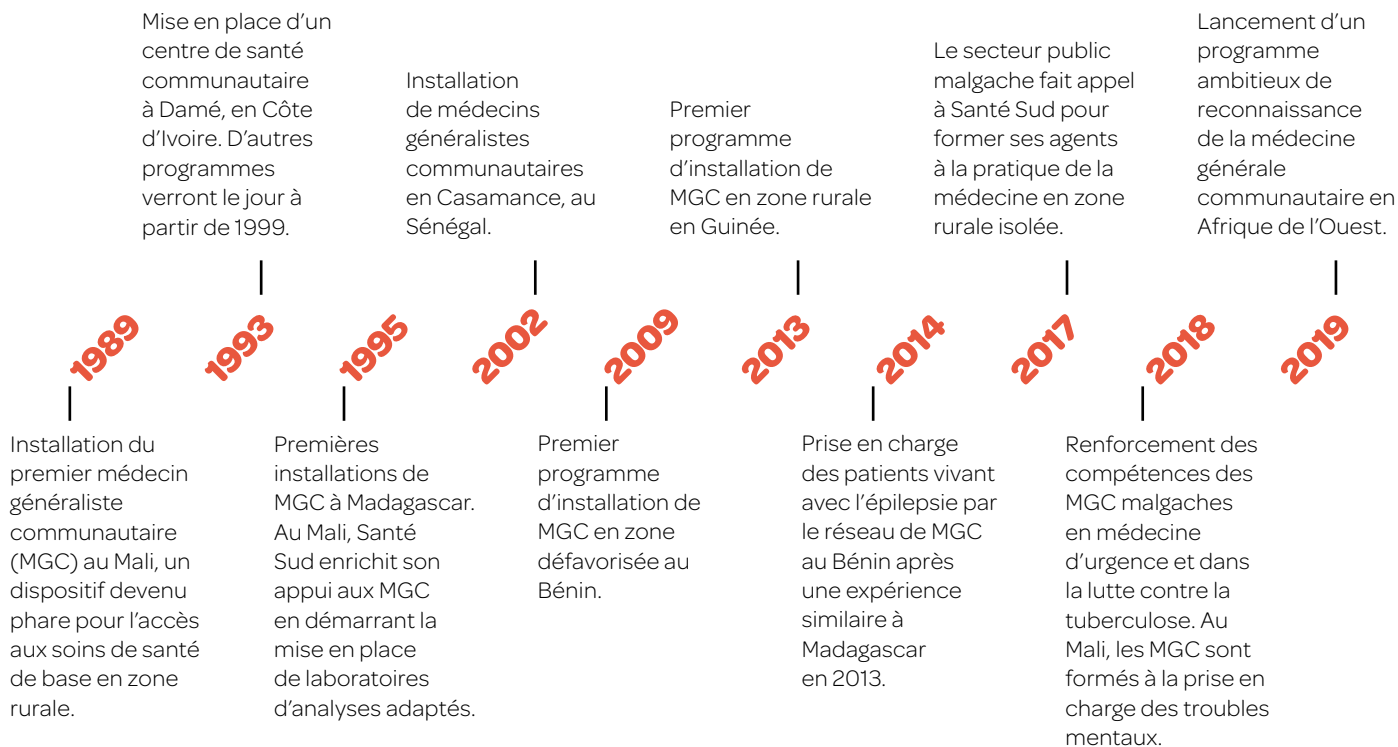 Mise en place d’un
centre de santé
communautaire
à Damé, en Côte
d’Ivoire. D’autres
programmes
verront le jour à
partir de 1999.
Installation
de médecins
généralistes
communautaires
en Casamance, au
Sénégal.
Premier
programme
d’installation de
MGC en zone rurale
en Guinée.
Le secteur public
malgache fait appel
à Santé Sud pour
former ses agents
à la pratique de la
médecine en zone
rurale isolée.
Lancement d’un
programme
ambitieux de
reconnaissance
de la médecine
générale
communautaire en
Afrique de l’Ouest.
1989
1993
1995
2002
2009
2013
2014
2017
2018
2019
Installation du
premier médecin
généraliste
communautaire
(MGC) au Mali, un
dispositif devenu
phare pour l’accès
aux soins de santé
de base en zone
rurale.
Premières
installations de
MGC à Madagascar.
Au Mali, Santé
Sud enrichit son
appui aux MGC
en démarrant la
mise en place
de laboratoires
d’analyses adaptés.
Premier
programme
d’installation de
MGC en zone
défavorisée au
Bénin.
Prise en charge
des patients vivant
avec l’épilepsie par
le réseau de MGC
au Bénin après
une expérience
similaire à
Madagascar
en 2013.
Renforcement des
compétences des
MGC malgaches
en médecine
d’urgence et dans
la lutte contre la
tuberculose. Au
Mali, les MGC sont
formés à la prise en
charge des troubles
mentaux.